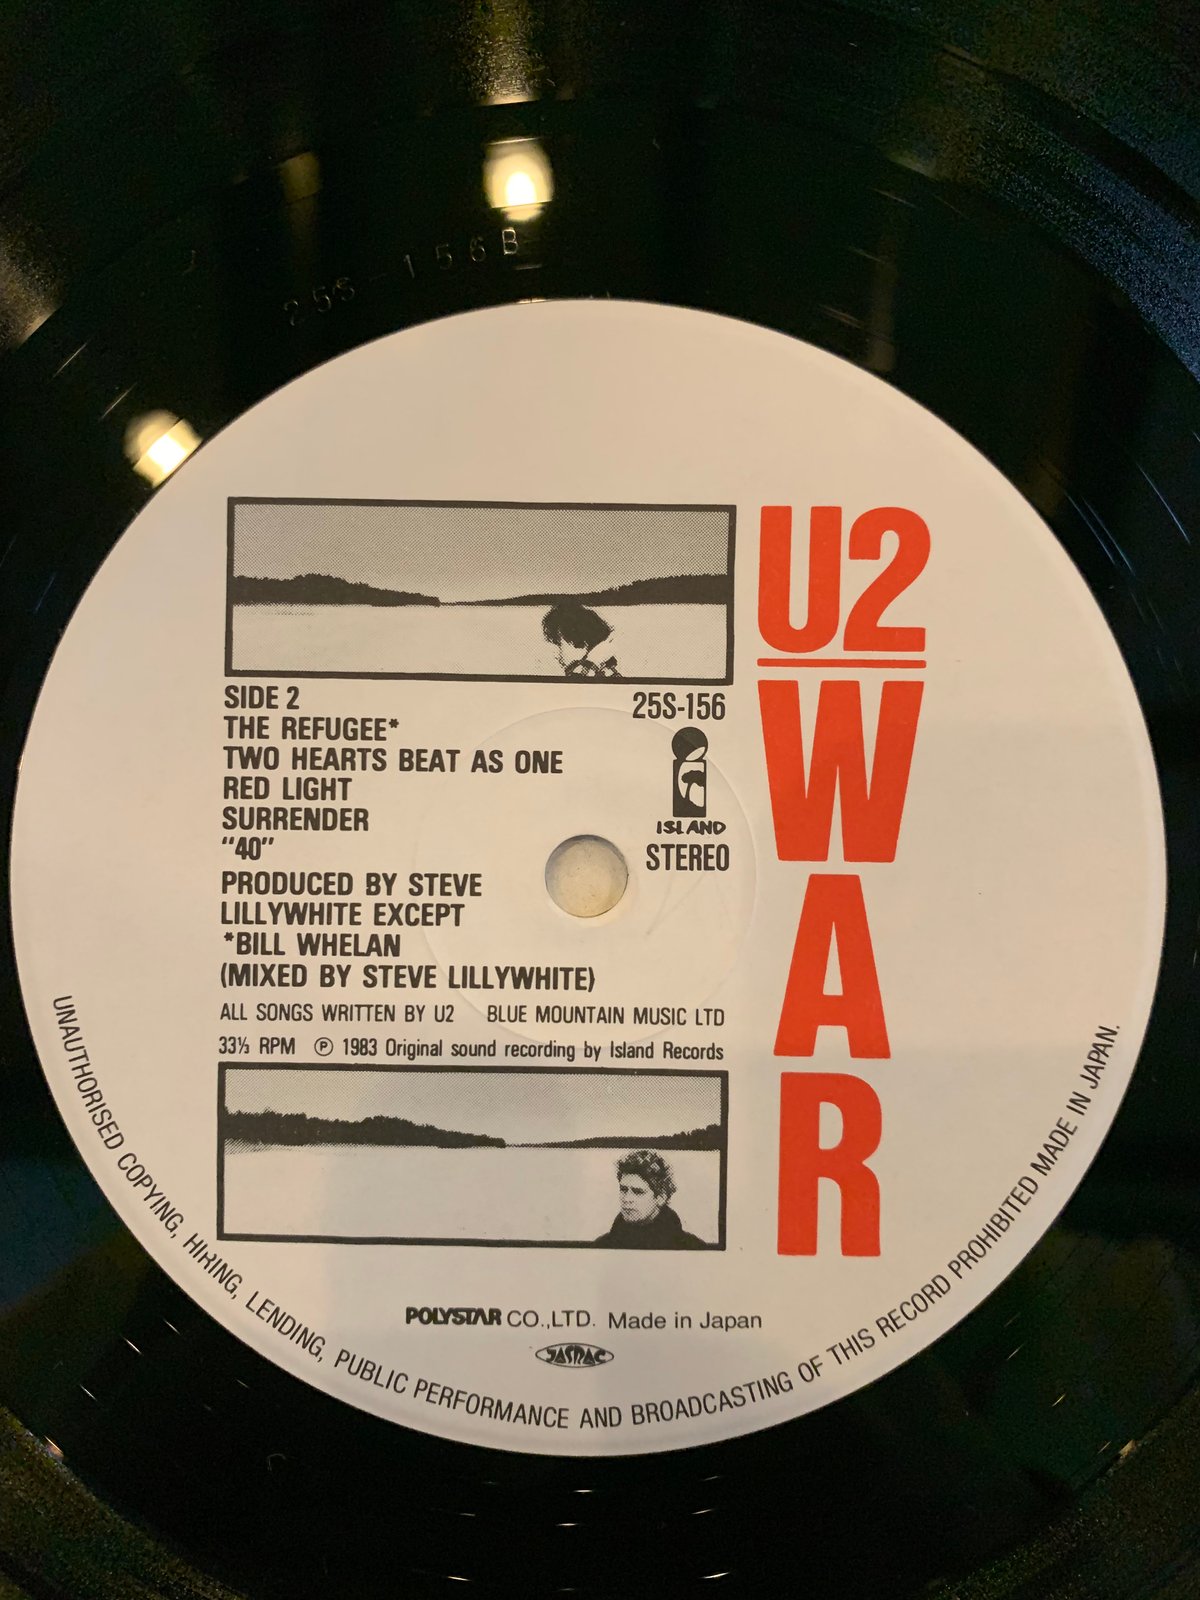 25S-156B
U2
WAR
SIDE 2
25S-156
THE REFUGEE*
TWO HEARTS BEAT AS ONE
RED LIGHT
SURRENDER
"40"
ISLAND
STEREO
PRODUCED BY STEVE
LILLYWHITE EXCEPT
*BILL WHELAN
(MIXED BY STEVE LILLYWHITE)
ALL SONGS WRITTEN BY U2 BLUE MOUNTAIN MUSIC LTD
33⅓ RPM Ⓟ 1983 Original sound recording by Island Records
POLYSTAR CO.,LTD. Made in Japan
JASRAC
UNAUTHORISED COPYING, HIRING, LENDING, PUBLIC PERFORMANCE AND BROADCASTING OF THIS RECORD PROHIBITED MADE IN JAPAN.